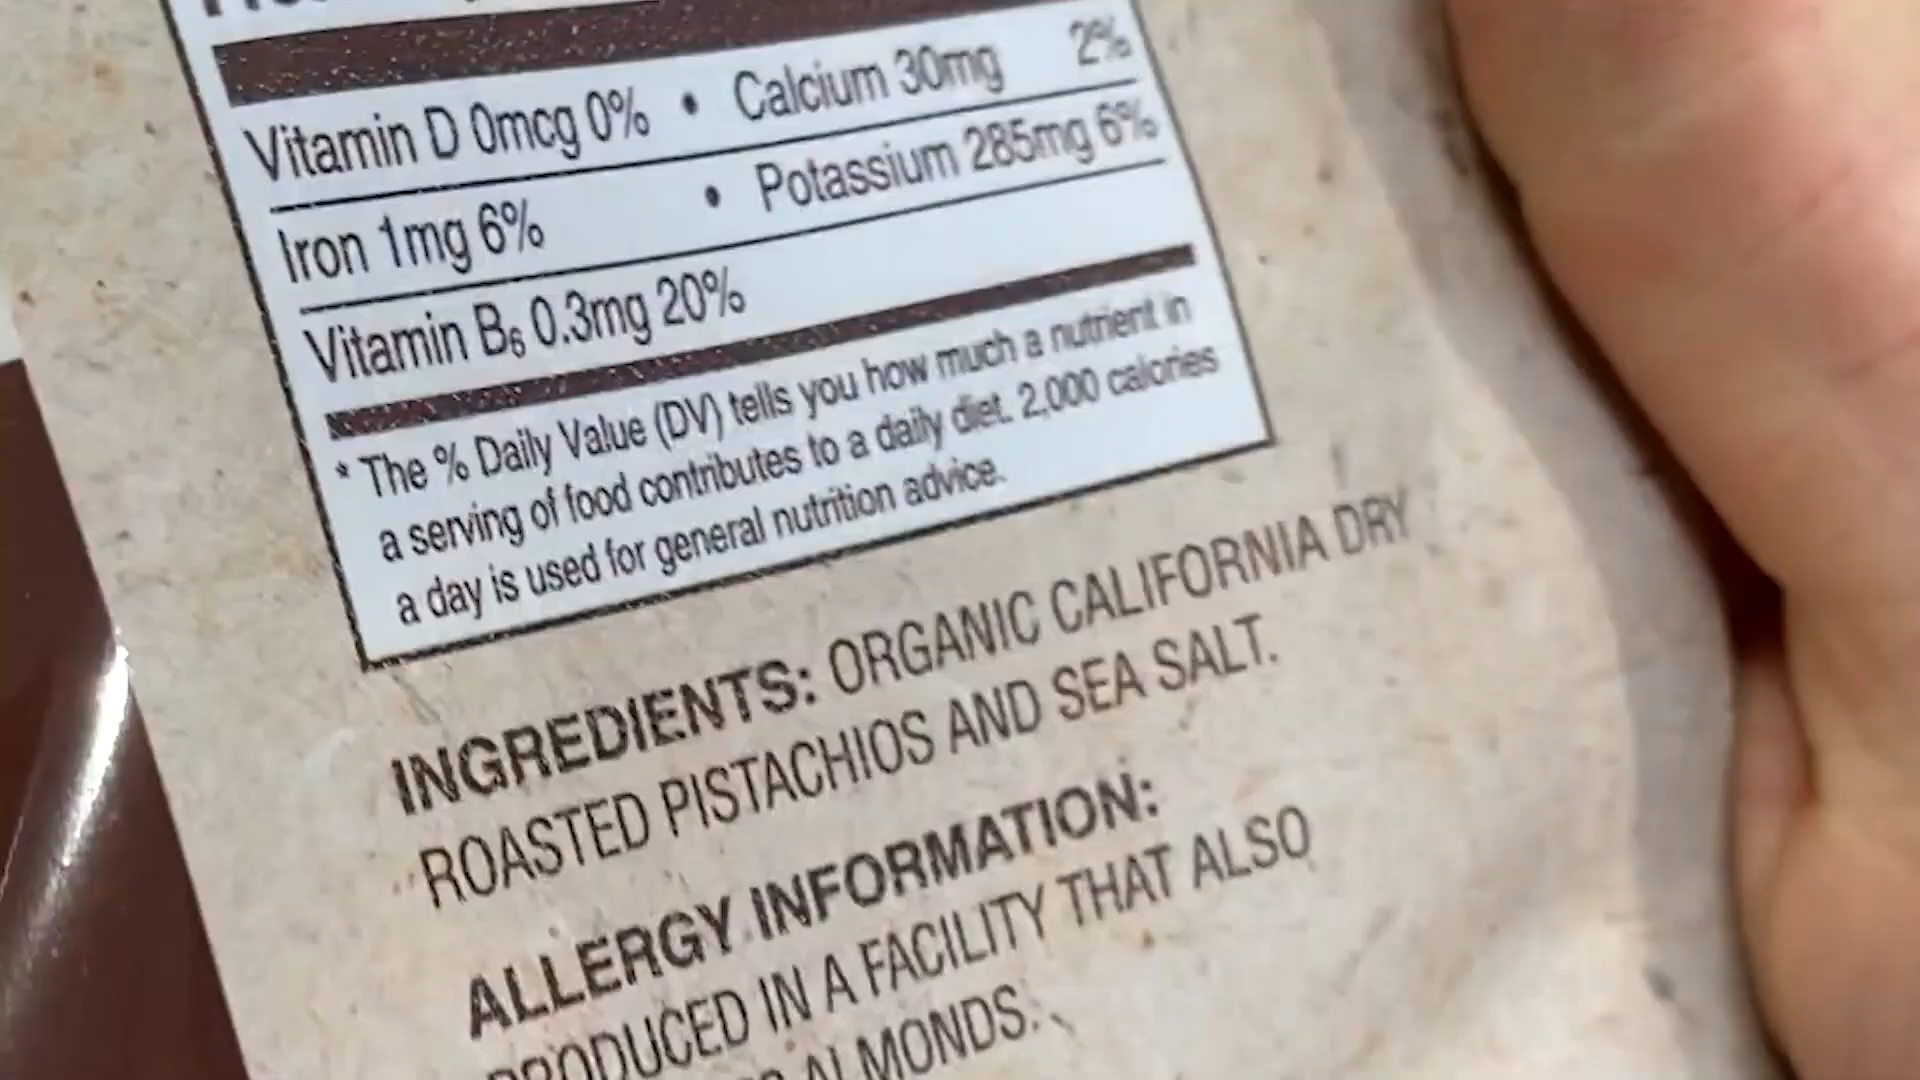 Vitamin D 0mcg 0% • Calcium 30mg 2%
Iron 1mg 6% • Potassium 285mg 6%
Vitamin B₆ 0.3mg 20%
* The % Daily Value (DV) tells you how much a nutrient in
a serving of food contributes to a daily diet. 2,000 calories
a day is used for general nutrition advice.
INGREDIENTS: ORGANIC CALIFORNIA DRY
ROASTED PISTACHIOS AND SEA SALT.
ALLERGY INFORMATION:
PRODUCED IN A FACILITY THAT ALSO
ALMONDS.